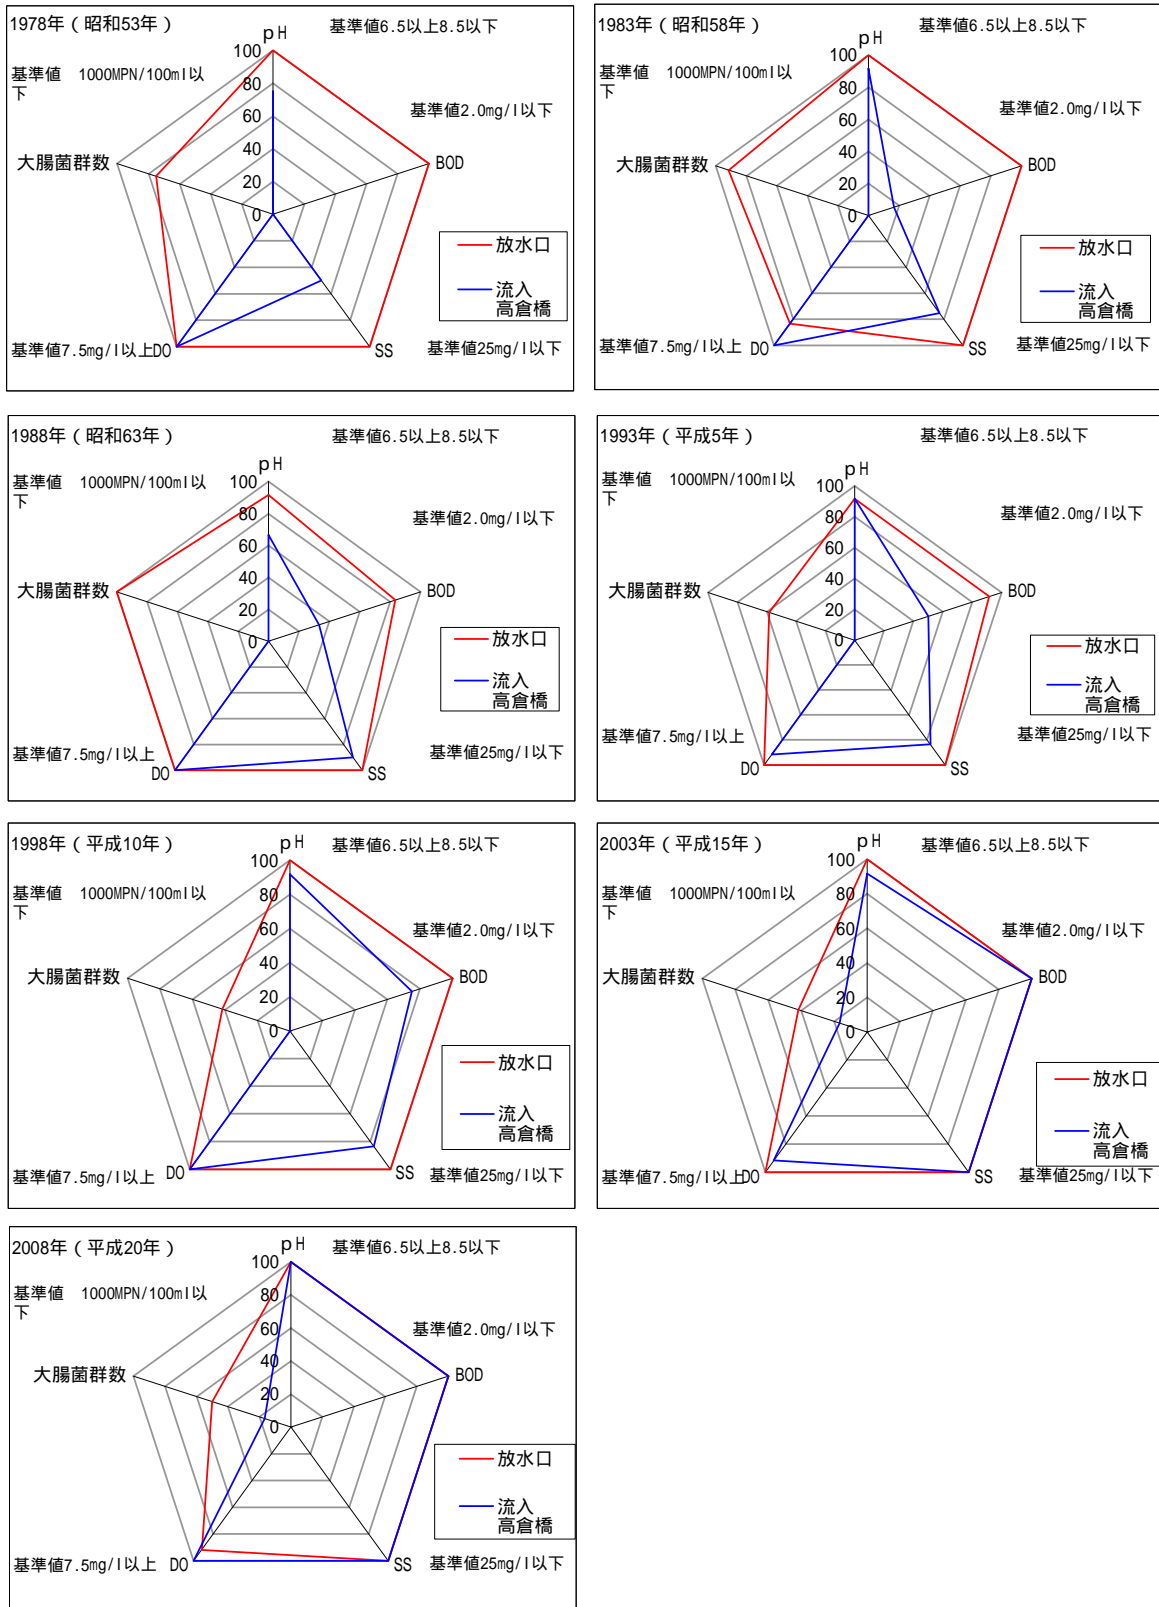 1978年（昭和53年）
pH
基準値6.5以上8.5以下
100
80
60
40
20
0
基準値　1000MPN/100ml以
下
基準値2.0mg/l以下
大腸菌群数
BOD
放水口
流入
高倉橋
基準値7.5mg/l以上
DO
SS
基準値25mg/l以下
1983年（昭和58年）
pH
基準値6.5以上8.5以下
100
80
60
40
20
0
基準値　1000MPN/100ml以
下
基準値2.0mg/l以下
大腸菌群数
BOD
放水口
流入
高倉橋
基準値7.5mg/l以上
DO
SS
基準値25mg/l以下
1988年（昭和63年）
pH
基準値6.5以上8.5以下
100
80
60
40
20
0
基準値　1000MPN/100ml以
下
基準値2.0mg/l以下
大腸菌群数
BOD
放水口
流入
高倉橋
基準値7.5mg/l以上
DO
SS
基準値25mg/l以下
1993年（平成5年）
pH
基準値6.5以上8.5以下
100
80
60
40
20
0
基準値　1000MPN/100ml以
下
基準値2.0mg/l以下
大腸菌群数
BOD
放水口
流入
高倉橋
基準値7.5mg/l以上
DO
SS
基準値25mg/l以下
1998年（平成10年）
pH
基準値6.5以上8.5以下
100
80
60
40
20
0
基準値　1000MPN/100ml以
下
基準値2.0mg/l以下
大腸菌群数
BOD
放水口
流入
高倉橋
基準値7.5mg/l以上
DO
SS
基準値25mg/l以下
2003年（平成15年）
pH
基準値6.5以上8.5以下
100
80
60
40
20
0
基準値　1000MPN/100ml以
下
基準値2.0mg/l以下
大腸菌群数
BOD
放水口
流入
高倉橋
基準値7.5mg/l以上
DO
SS
基準値25mg/l以下
2008年（平成20年）
pH
基準値6.5以上8.5以下
100
80
60
40
20
0
基準値　1000MPN/100ml以
下
基準値2.0mg/l以下
大腸菌群数
BOD
放水口
流入
高倉橋
基準値7.5mg/l以上
DO
SS
基準値25mg/l以下